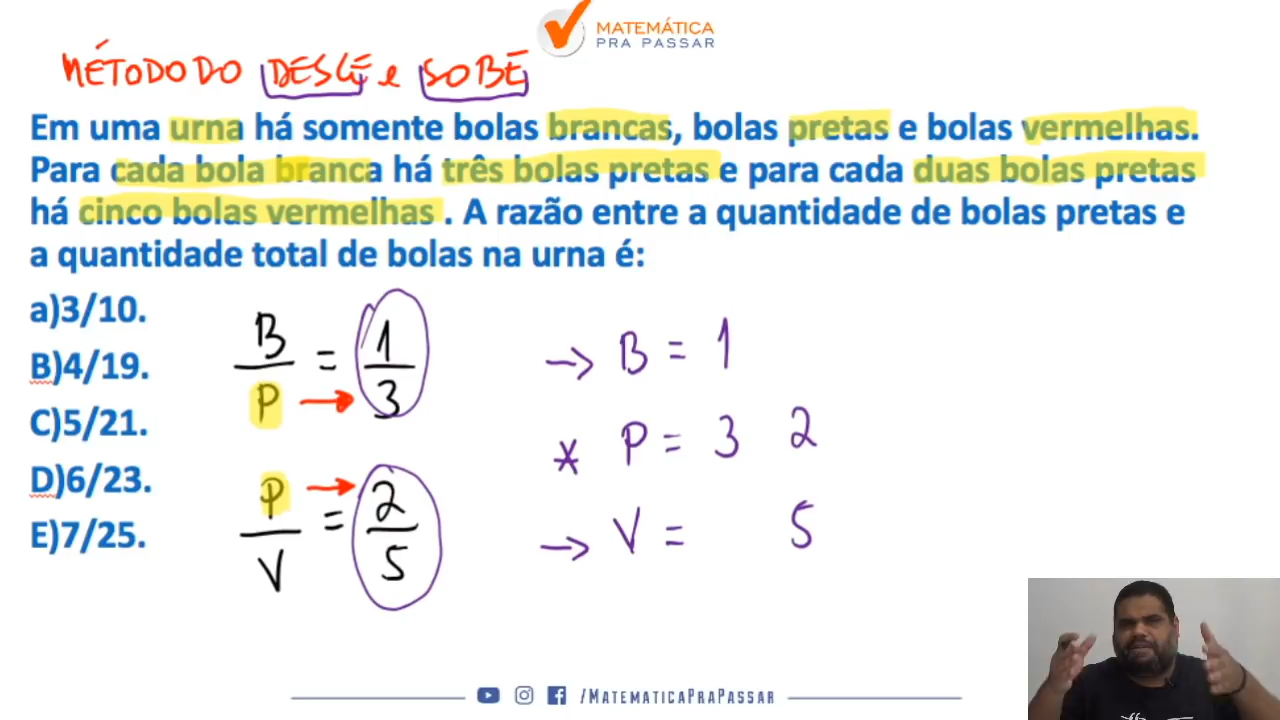 MATEMÁTICA
PRA PASSAR
MÉTODO DO DESCE e SOBE
Em uma urna há somente bolas brancas, bolas pretas e bolas vermelhas.
Para cada bola branca há três bolas pretas e para cada duas bolas pretas
há cinco bolas vermelhas . A razão entre a quantidade de bolas pretas e
a quantidade total de bolas na urna é:
a)3/10.
B)4/19.
C)5/21.
D)6/23.
E)7/25.
B/P = 1/3
P/V = 2/5
→ B = 1
* P = 3 2
→ V = 5
/MATEMATICAPRAPASSAR